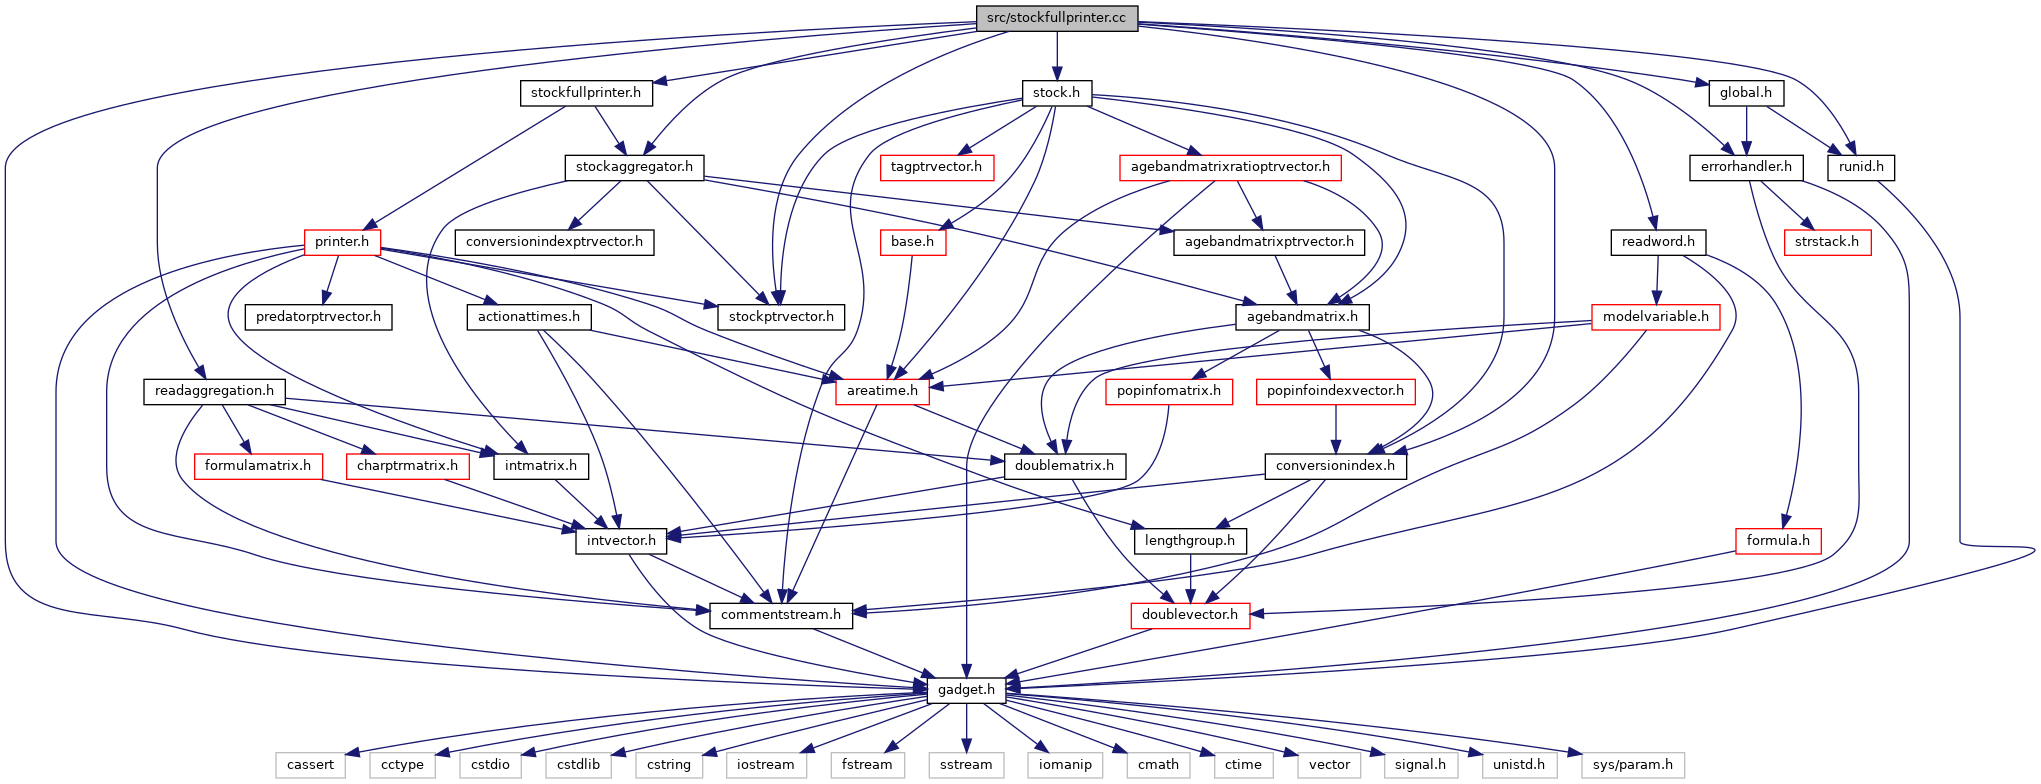 src/stockfullprinter.cc
stockfullprinter.h
stock.h
global.h
stockaggregator.h
tagptrvector.h
agebandmatrixratioptrvector.h
errorhandler.h
runid.h
printer.h
conversionindexptrvector.h
base.h
agebandmatrixptrvector.h
readword.h
strstack.h
predatorptrvector.h
actionattimes.h
stockptrvector.h
agebandmatrix.h
modelvariable.h
readaggregation.h
areatime.h
popinfomatrix.h
popinfoindexvector.h
formulamatrix.h
charptrmatrix.h
intmatrix.h
doublematrix.h
conversionindex.h
intvector.h
lengthgroup.h
formula.h
commentstream.h
doublevector.h
gadget.h
cassert
cctype
cstdio
cstdlib
cstring
iostream
fstream
sstream
iomanip
cmath
ctime
vector
signal.h
unistd.h
sys/param.h